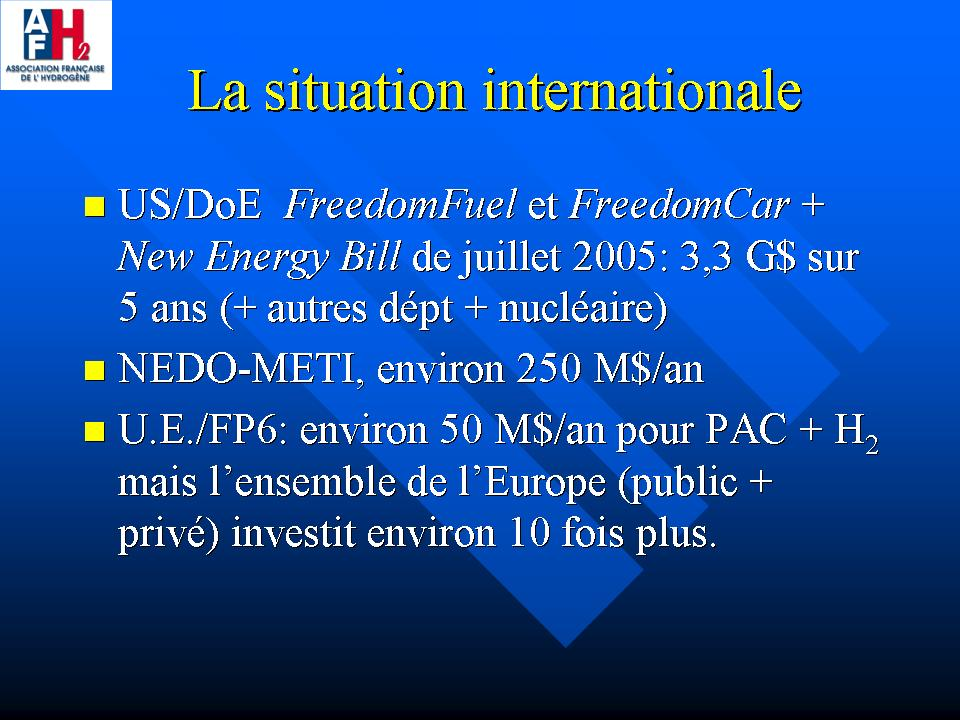 AFH2
ASSOCIATION FRANÇAISE
DE L'HYDROGÈNE
La situation internationale
US/DoE FreedomFuel et FreedomCar +
New Energy Bill de juillet 2005: 3,3 G$ sur
5 ans (+ autres dépt + nucléaire)
NEDO-METI, environ 250 M$/an
U.E./FP6: environ 50 M$/an pour PAC + H₂
mais l’ensemble de l’Europe (public +
privé) investit environ 10 fois plus.